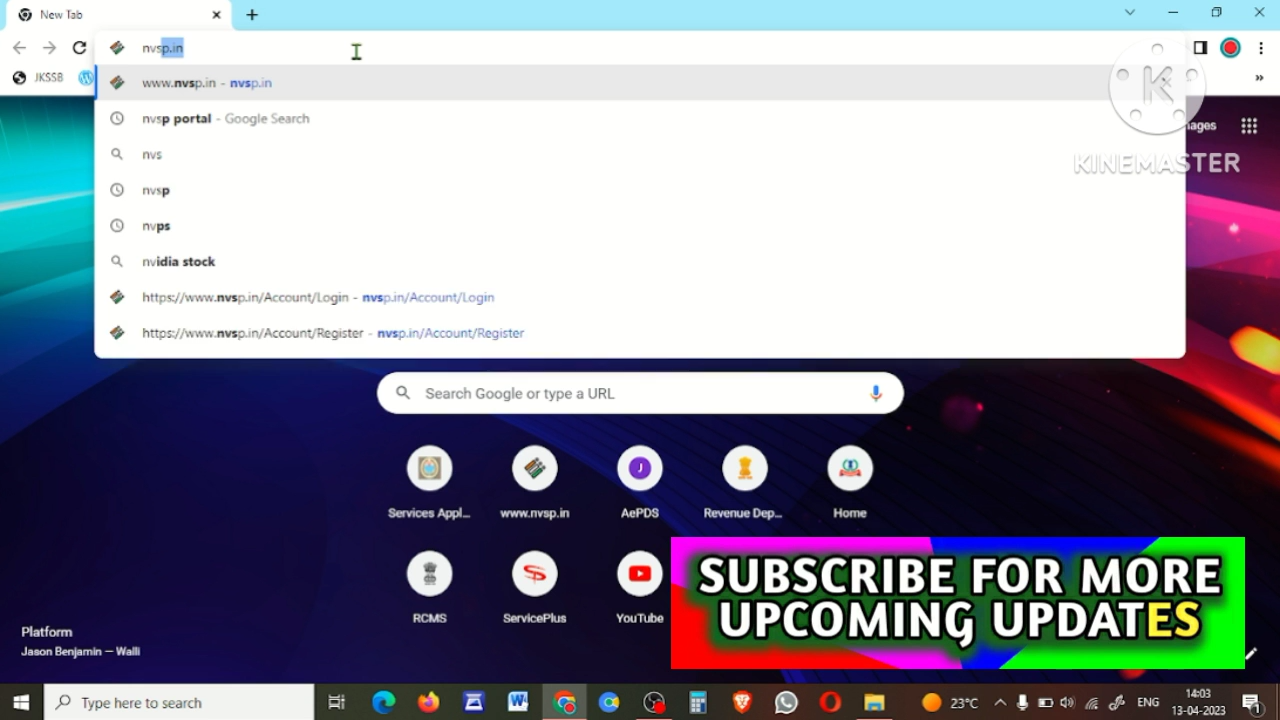 New Tab
nvsp.in
JKSSB
www.nvsp.in - nvsp.in
nvsp portal - Google Search
nvs
nvsp
nvps
nvidia stock
https://www.nvsp.in/Account/Login - nvsp.in/Account/Login
https://www.nvsp.in/Account/Register - nvsp.in/Account/Register
K
ages
KINEMASTER
Search Google or type a URL
J
Services Appl...
www.nvsp.in
AePDS
Revenue Dep...
Home
RCMS
ServicePlus
YouTube
SUBSCRIBE FOR MORE
UPCOMING UPDATES
Platform
Jason Benjamin — Walli
Type here to search
23°C
ENG
14:03
13-04-2023
1